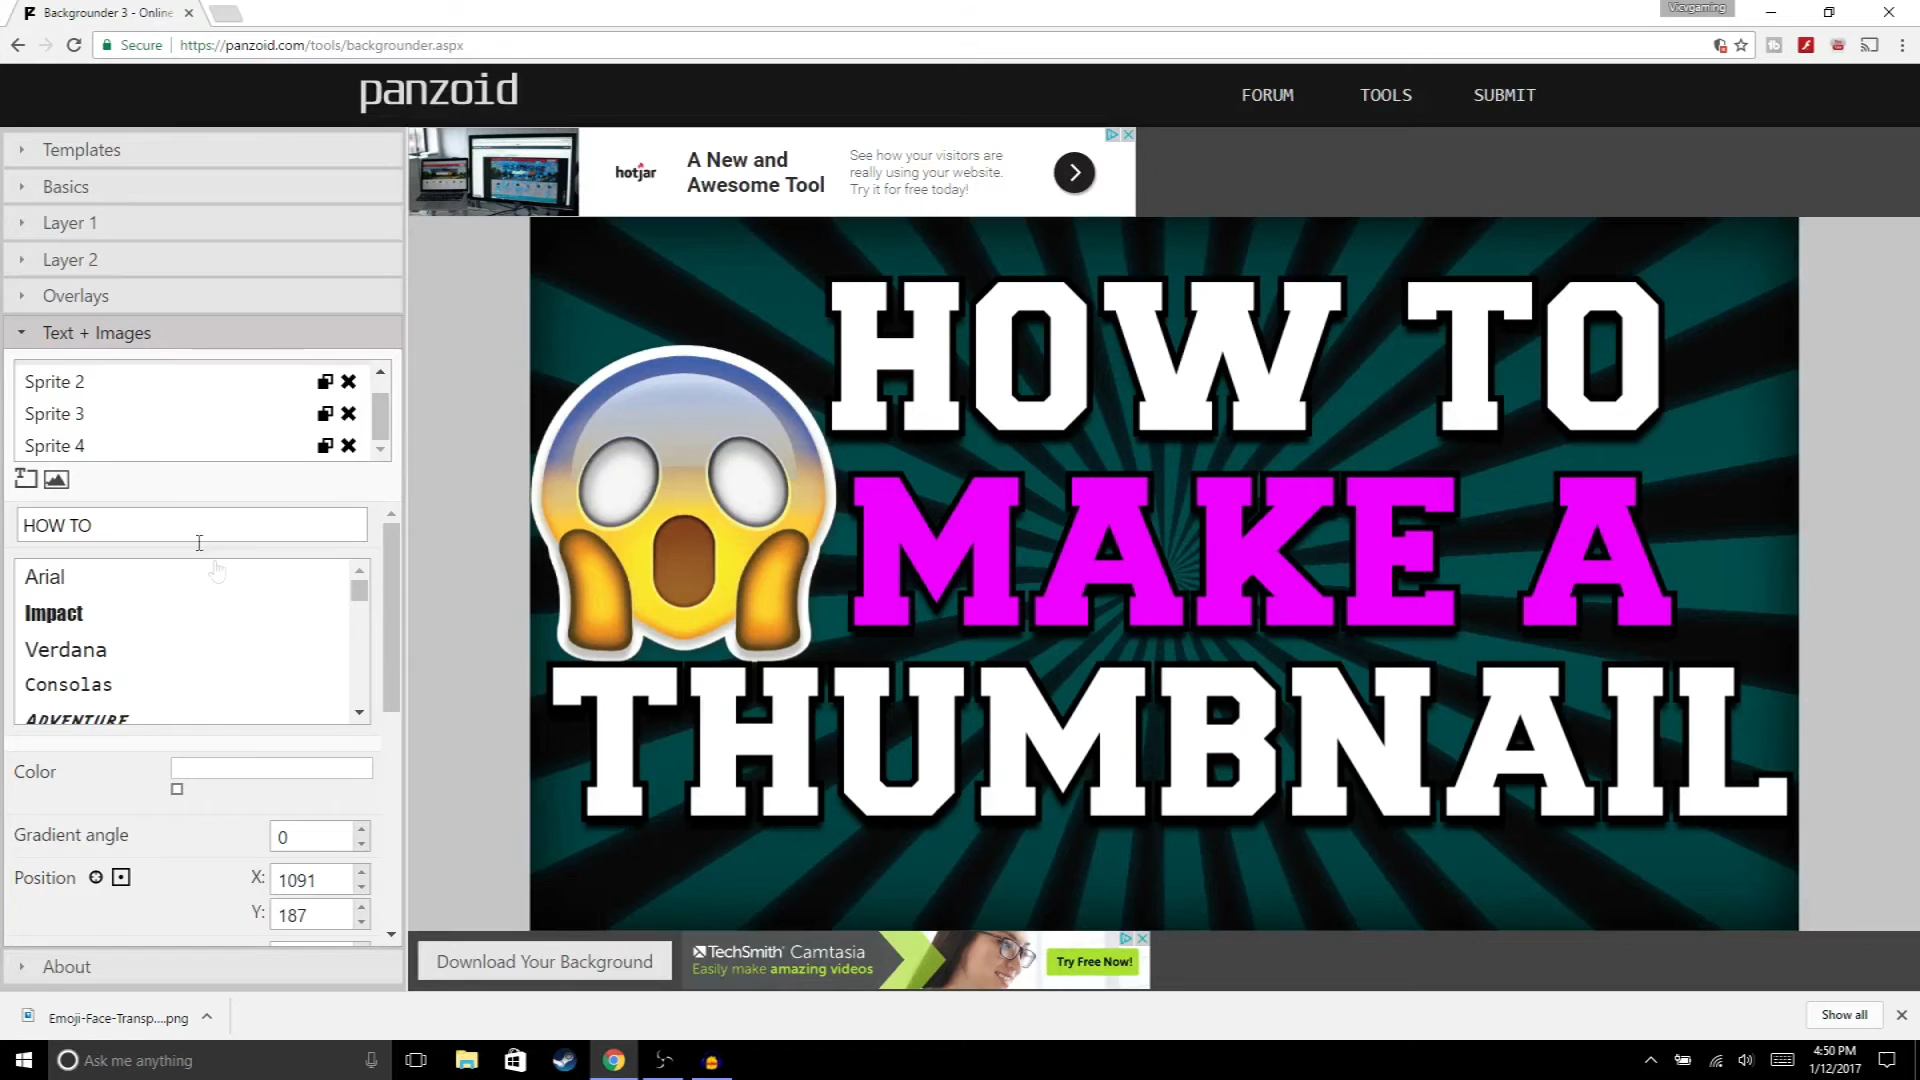 Backgrounder 3 - Online
Vicvgaming
Secure
https://panzoid.com/tools/backgrounder.aspx
panzoid
FORUM
TOOLS
SUBMIT
Templates
Basics
Layer 1
Layer 2
Overlays
Text + Images
Sprite 2
Sprite 3
Sprite 4
HOW TO
Arial
Impact
Verdana
Consolas
ADVENTURE
Color
Gradient angle
0
Position
X:
1091
Y:
187
About
hotjar
A New and
Awesome Tool
See how your visitors are
really using your website.
Try it for free today!
HOW TO
MAKE A
THUMBNAIL
Download Your Background
TechSmith Camtasia
Easily make amazing videos
Try Free Now!
Emoji-Face-Transp....png
Show all
Ask me anything
4:50 PM
1/12/2017